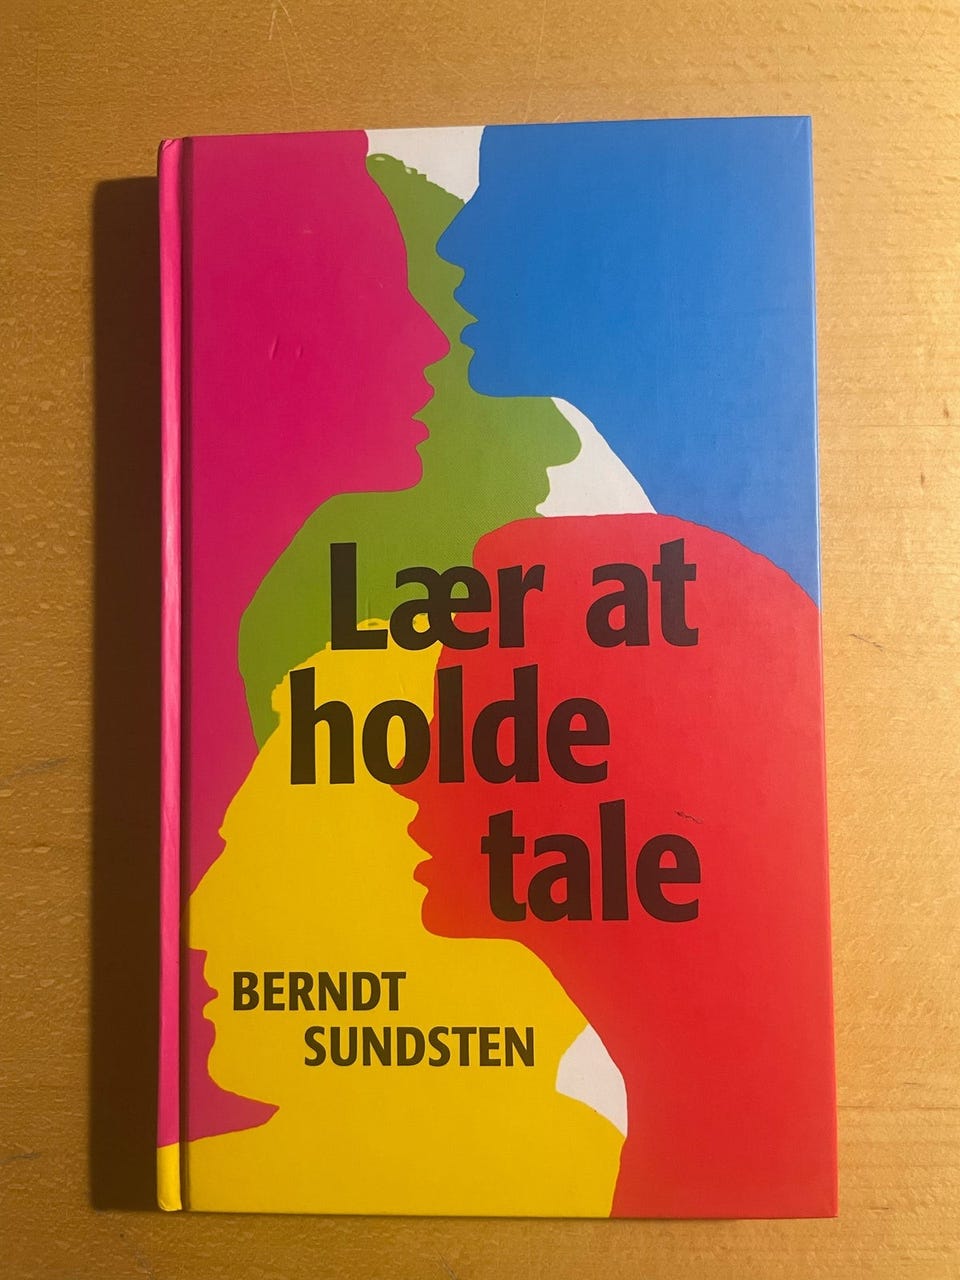 Lær at
holde
tale
BERNDT
SUNDSTEN